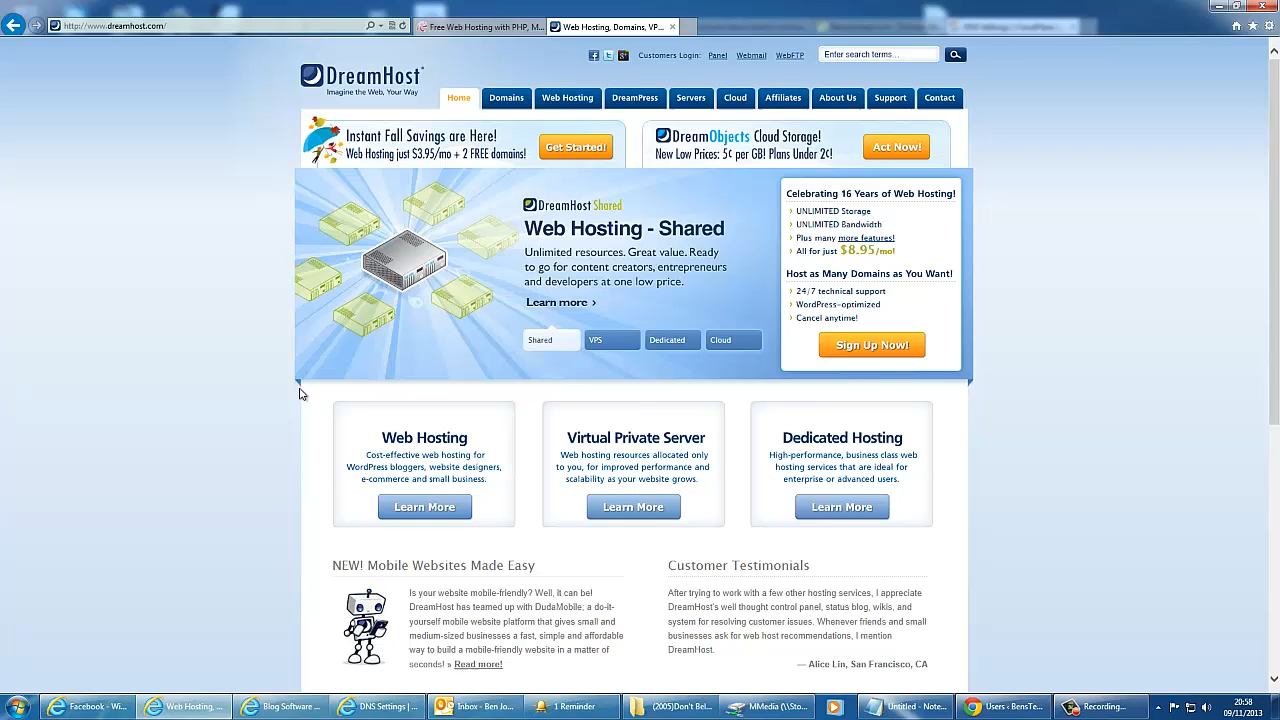 http://www.dreamhost.com/
Free Web Hosting with PHP, M...
Web Hosting, Domains, VP...
Customers Login: Panel Webmail WebFTP
Enter search terms...
DreamHost
Imagine the Web, Your Way
Home
Domains
Web Hosting
DreamPress
Servers
Cloud
Affiliates
About Us
Support
Contact
Instant Fall Savings are Here!
Web Hosting just $3.95/mo + 2 FREE domains!
Get Started!
DreamObjects Cloud Storage!
New Low Prices: 5¢ per GB! Plans Under 2¢!
Act Now!
DreamHost Shared
Web Hosting - Shared
Unlimited resources. Great value. Ready
to go for content creators, entrepreneurs
and developers at one low price.
Learn more ›
Shared
VPS
Dedicated
Cloud
Celebrating 16 Years of Web Hosting!
› UNLIMITED Storage
› UNLIMITED Bandwidth
› Plus many more features!
› All for just $8.95/mo!
Host as Many Domains as You Want!
› 24/7 technical support
› WordPress-optimized
› Cancel anytime!
Sign Up Now!
Web Hosting
Cost-effective web hosting for
WordPress bloggers, website designers,
e-commerce and small business.
Learn More
Virtual Private Server
Web hosting resources allocated only
to you, for improved performance and
scalability as your website grows.
Learn More
Dedicated Hosting
High-performance, business class web
hosting services that are ideal for
enterprise or advanced users.
Learn More
NEW! Mobile Websites Made Easy
Is your website mobile-friendly? Well, it can be!
DreamHost has teamed up with DudaMobile; a do-it-
yourself mobile website platform that gives small and
medium-sized businesses a fast, simple and affordable
way to build a mobile-friendly website in a matter of
seconds! » Read more!
Customer Testimonials
After trying to work with a few other hosting services, I appreciate
DreamHost's well thought control panel, status blog, wikis, and
system for resolving customer issues. Whenever friends and small
businesses ask for web host recommendations, I mention
DreamHost.
— Alice Lin, San Francisco, CA
Facebook - Wi...
Web Hosting, ...
Blog Software ...
DNS Settings | ...
Inbox - Ben Jo...
1 Reminder
(2005)Don't Bel...
MMedia (\\Sto...
Untitled - Note...
Users ‹ BensTe...
Recording...
20:58
09/11/2013